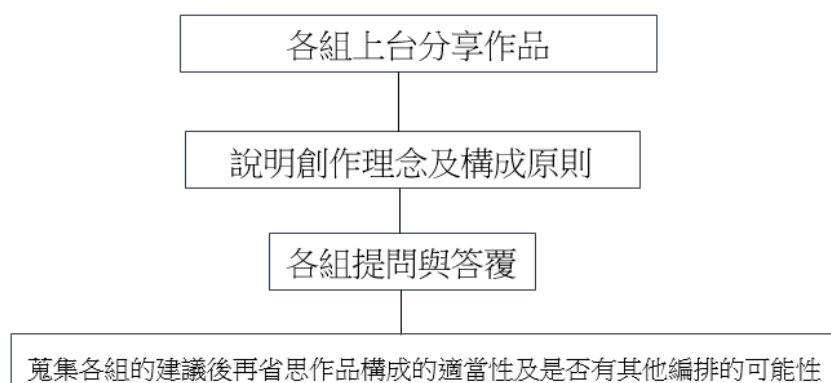 各組上台分享作品
說明創作理念及構成原則
各組提問與答覆
蒐集各組的建議後再省思作品構成的適當性及是否有其他編排的可能性